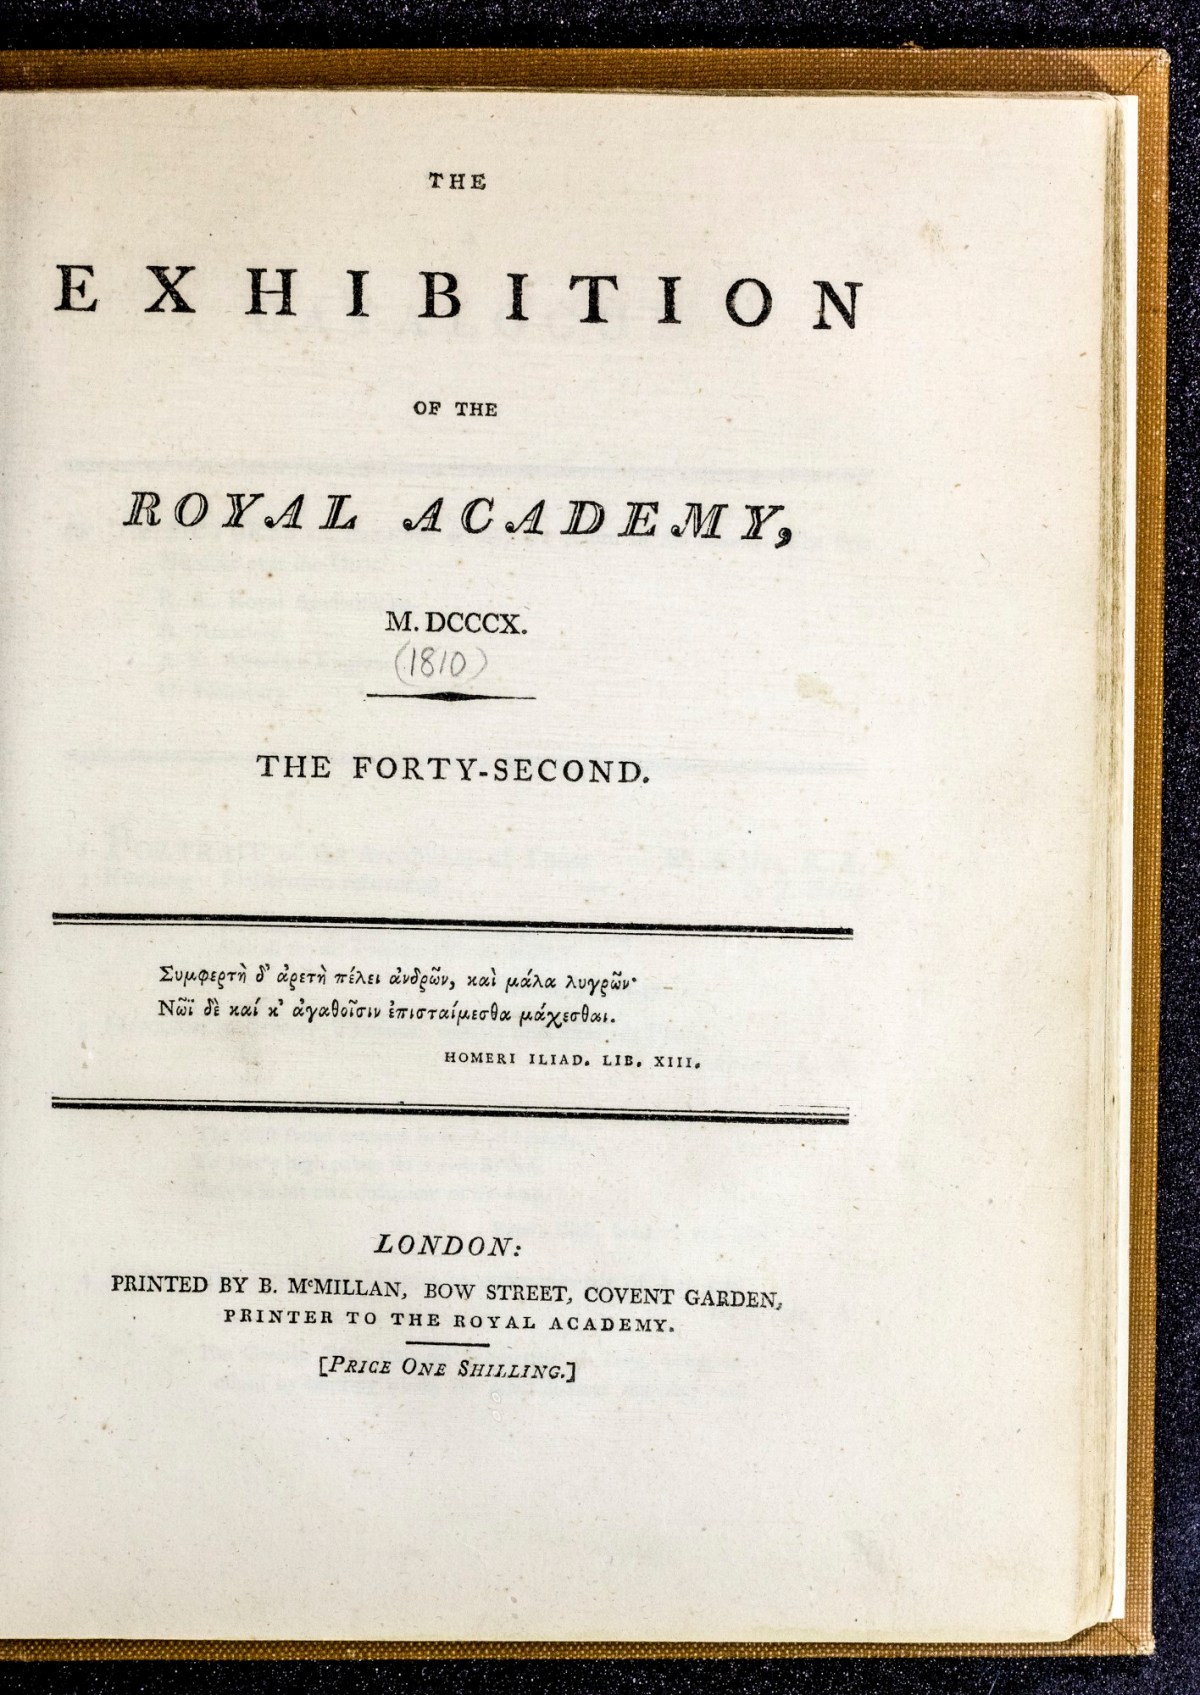 THE
EXHIBITION
OF THE
ROYAL ACADEMY,
M. DCCCX.
(1810)
THE FORTY-SECOND.
Συμφερτὴ δ' ἀρετὴ πέλει ἀνδρῶν, καὶ μάλα λυγρῶν·
Νῶϊ δὲ καί κ' ἀγαθοῖσιν ἐπισταίμεσθα μάχεσθαι.
HOMERI ILIAD. LIB. XIII.
LONDON:
PRINTED BY B. McMILLAN, BOW STREET, COVENT GARDEN,
PRINTER TO THE ROYAL ACADEMY.
[PRICE ONE SHILLING.]